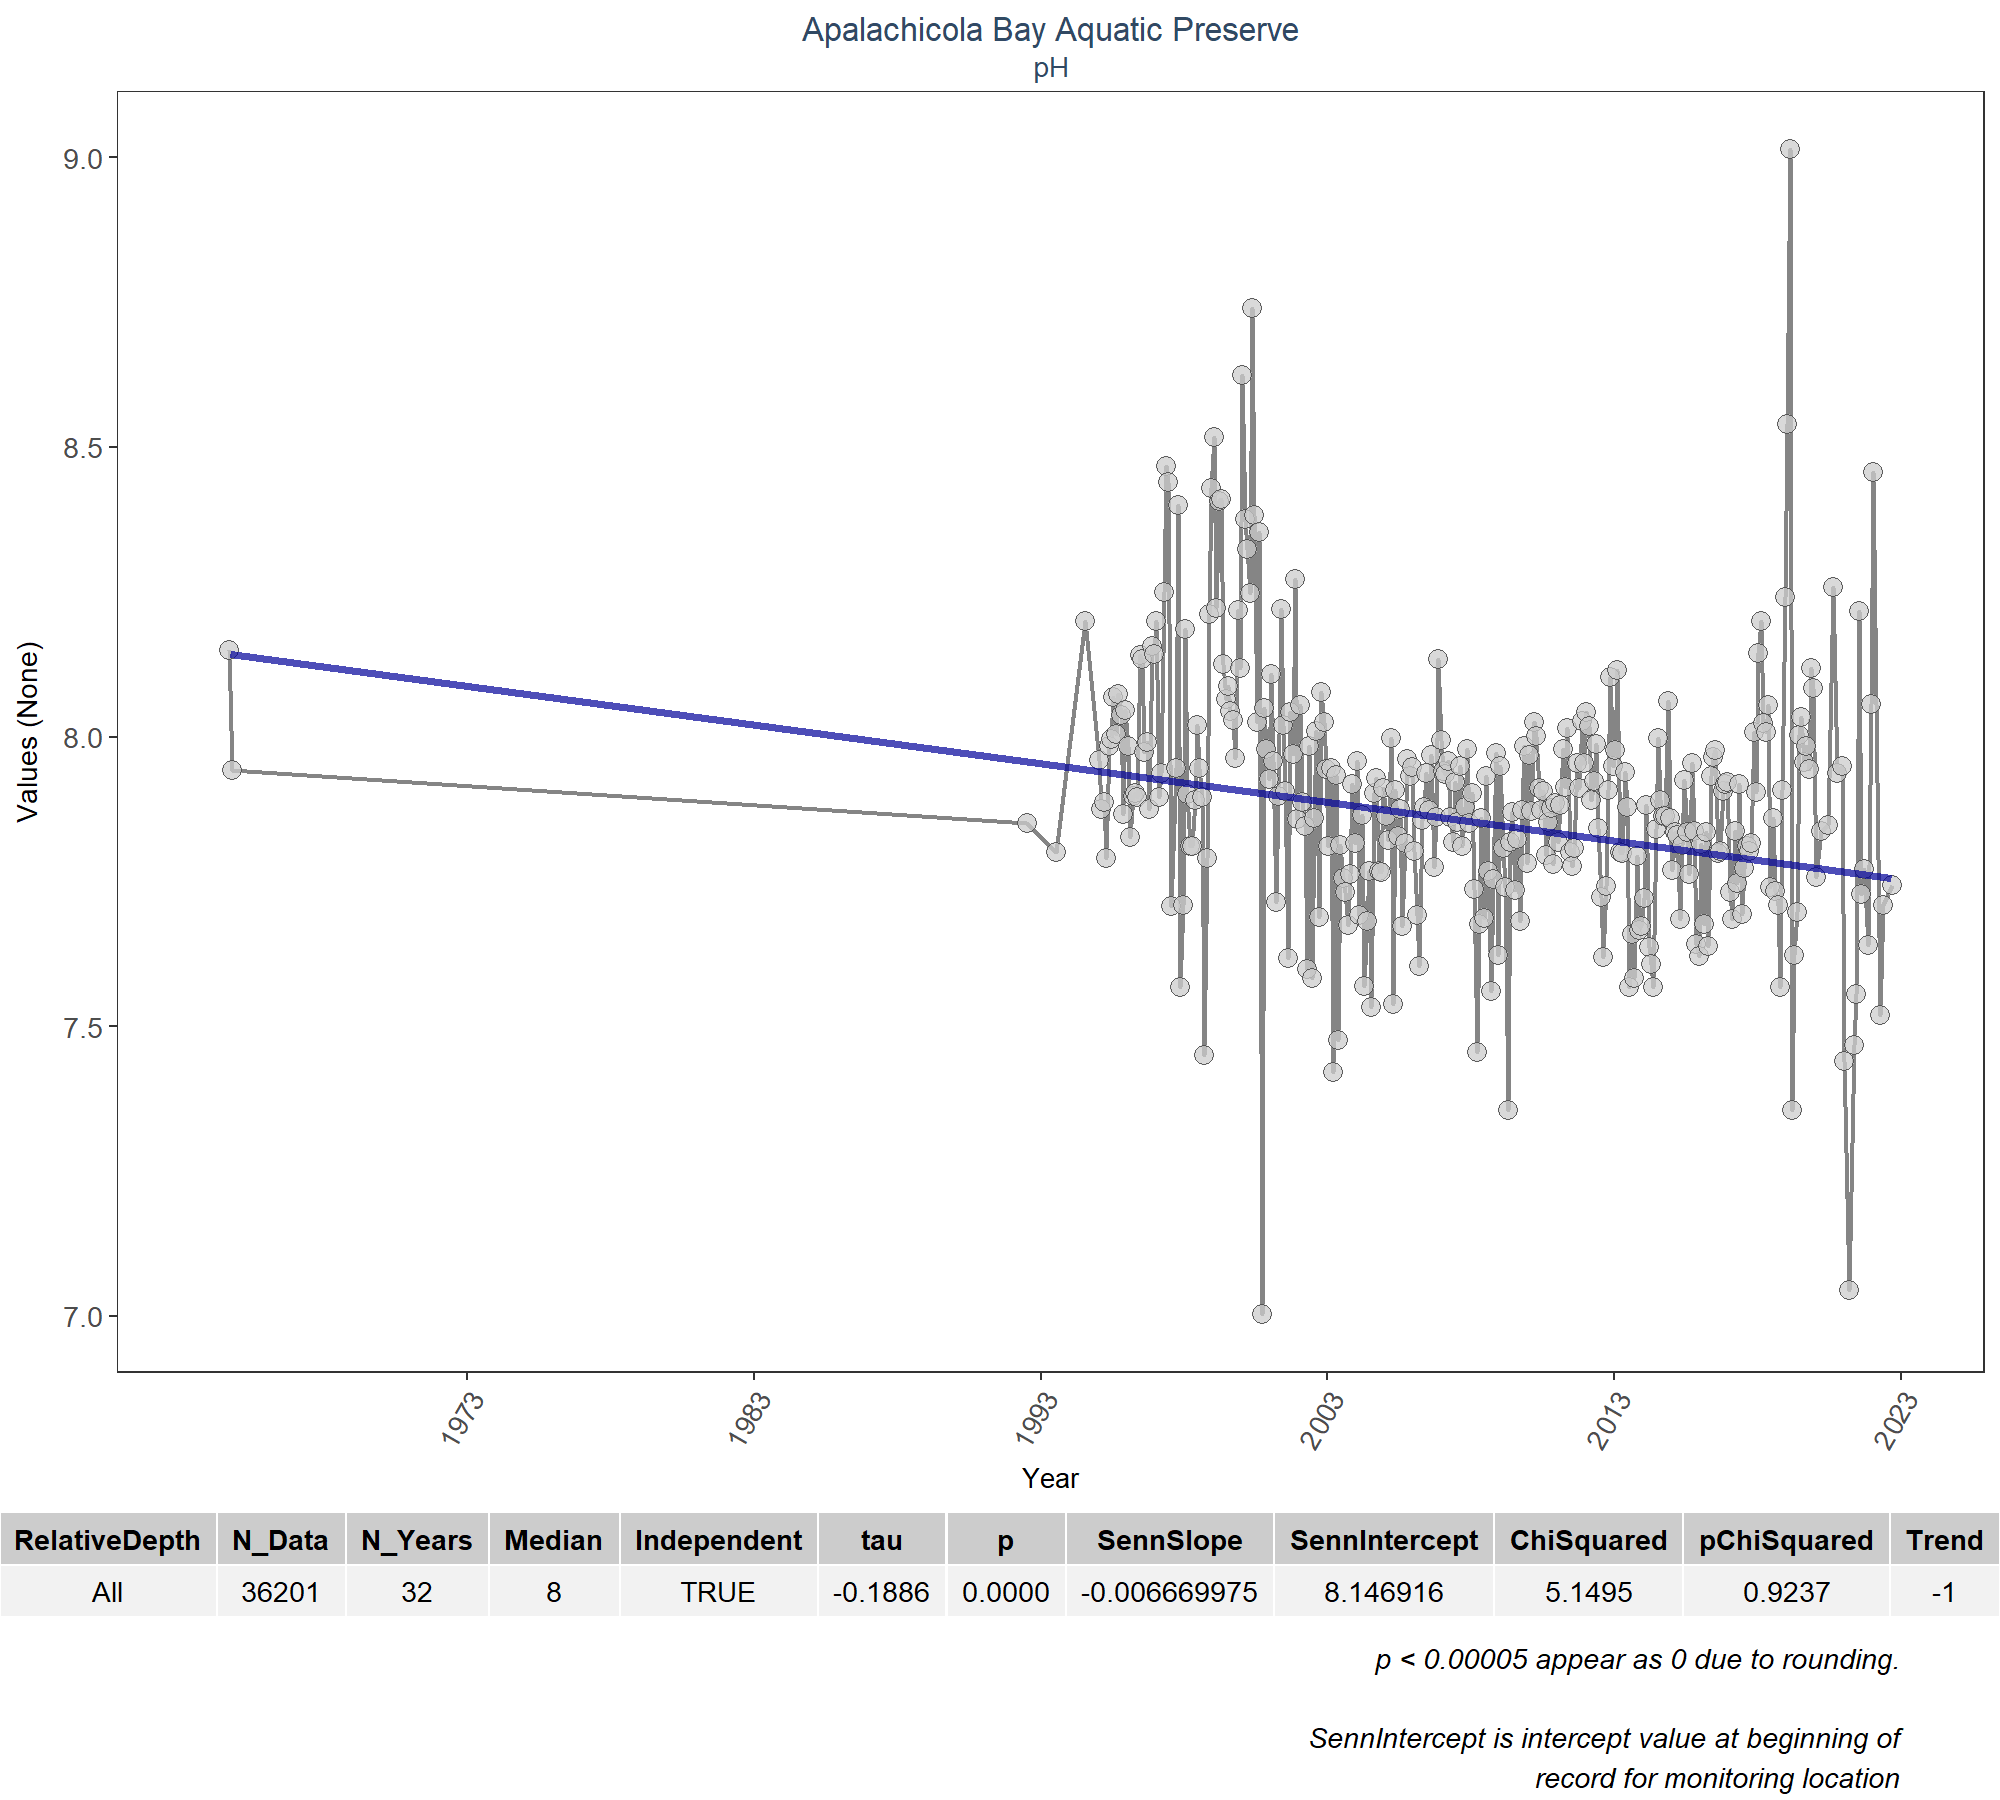 Apalachicola Bay Aquatic Preserve
pH
9.0
8.5
8.0
7.5
7.0
Values (None)
1973
1983
1993
2003
2013
2023
Year
RelativeDepth N_Data N_Years Median Independent tau p SennSlope SennIntercept ChiSquared pChiSquared Trend
All 36201 32 8 TRUE -0.1886 0.0000 -0.006669975 8.146916 5.1495 0.9237 -1
p < 0.00005 appear as 0 due to rounding.
SennIntercept is intercept value at beginning of
record for monitoring location